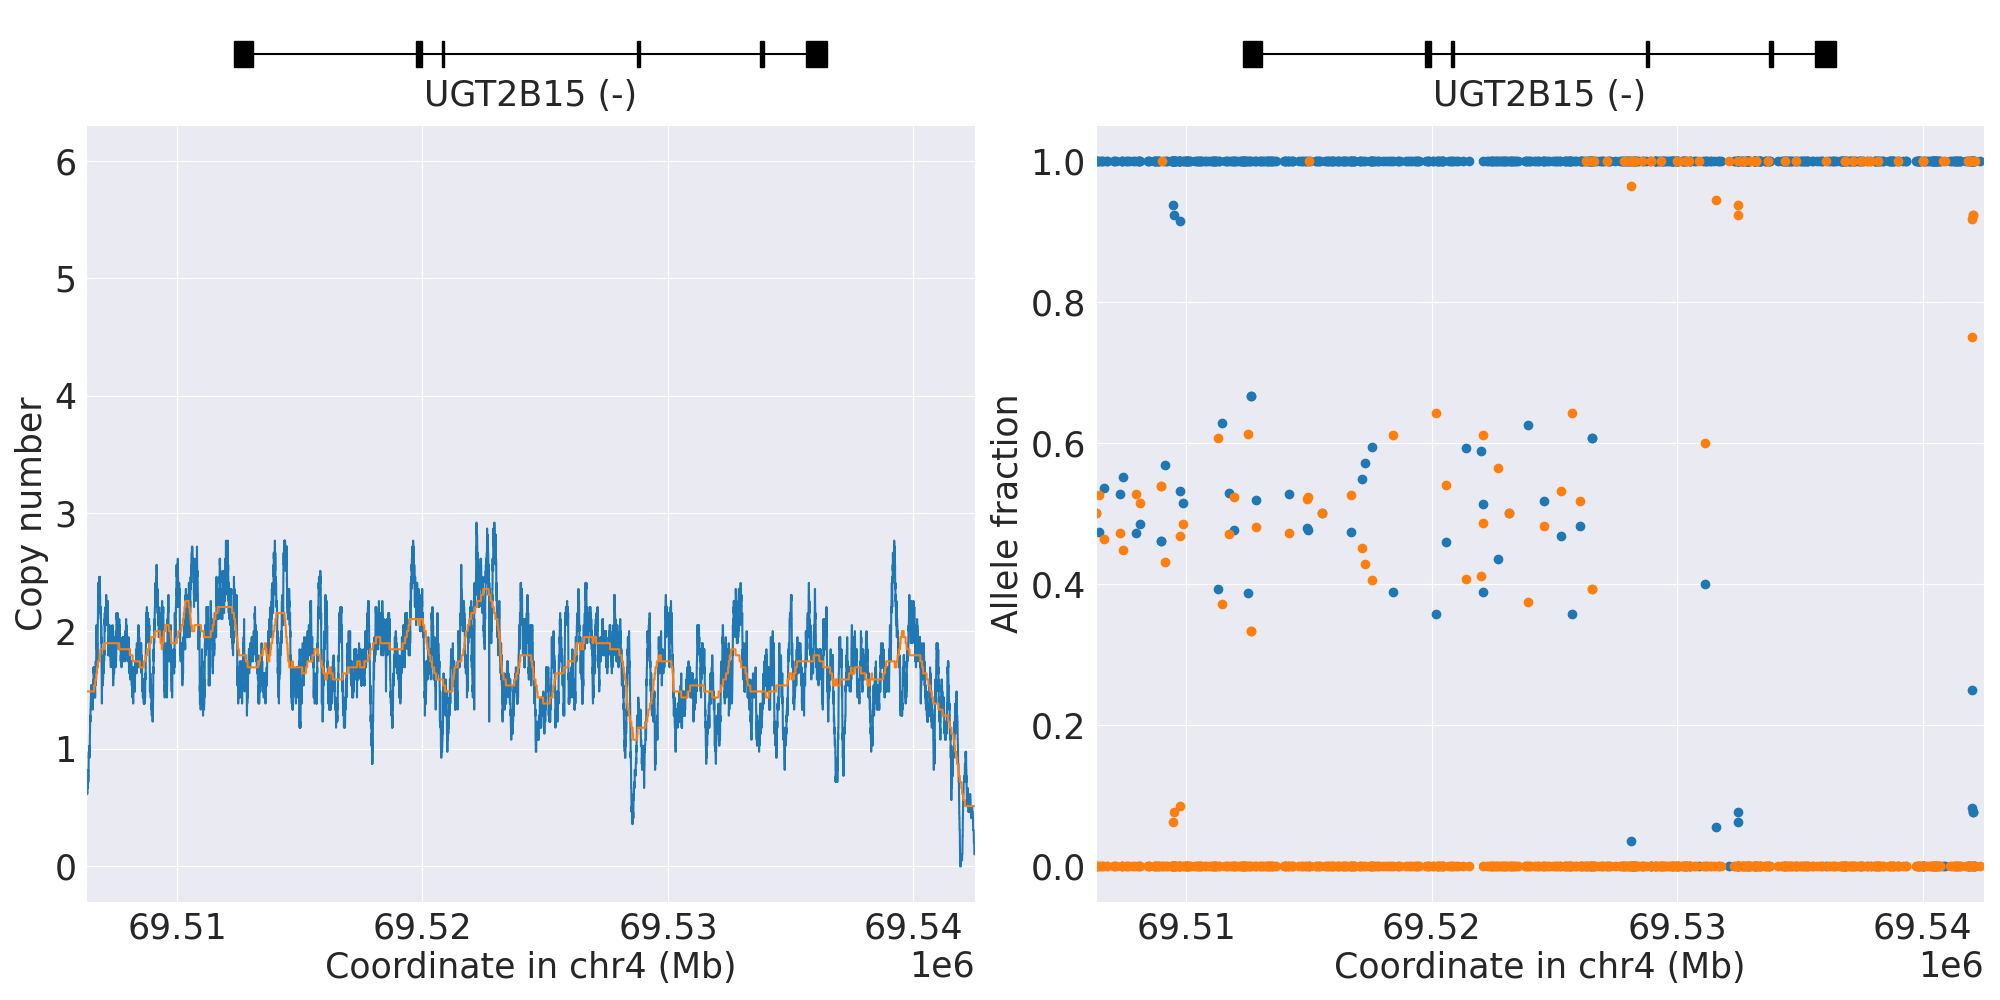 UGT2B15 (-)
6
5
4
3
2
1
0
Copy number
69.51 69.52 69.53 69.54
Coordinate in chr4 (Mb)
1e6
UGT2B15 (-)
1.0
0.8
0.6
0.4
0.2
0.0
Allele fraction
69.51 69.52 69.53 69.54
Coordinate in chr4 (Mb)
1e6